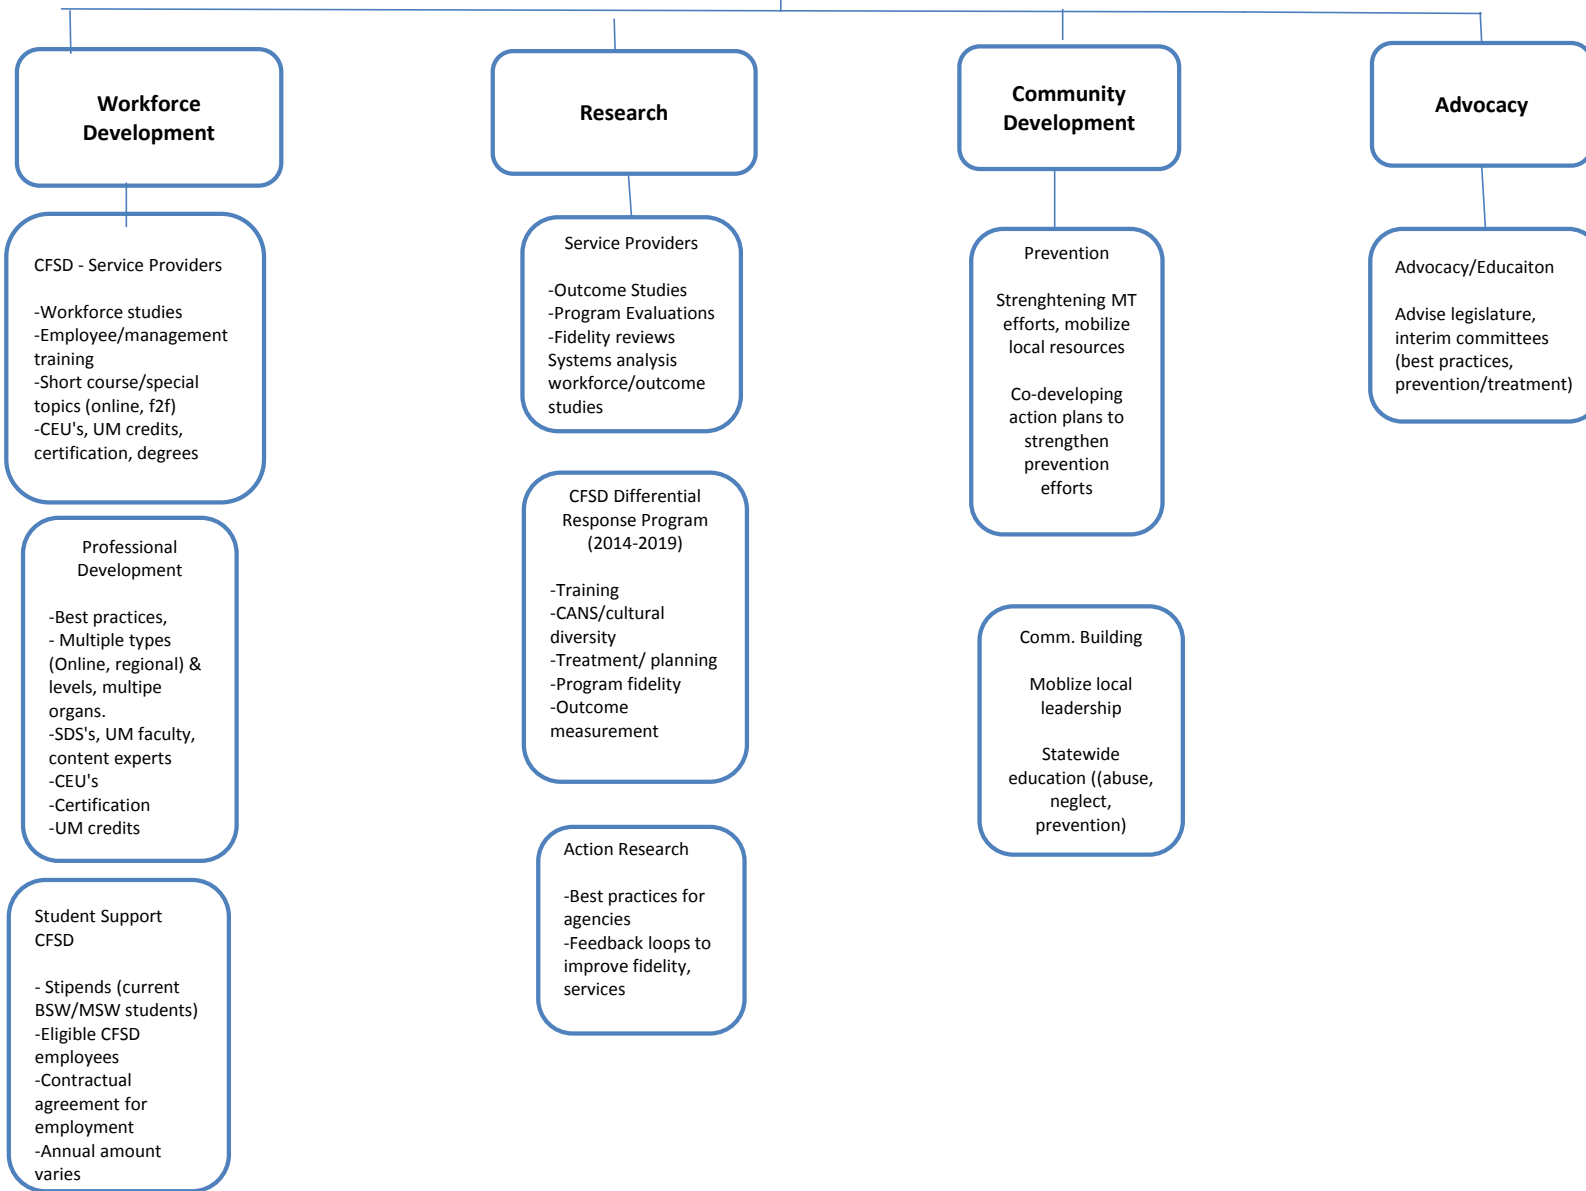 Workforce
Development
CFSD - Service Providers
-Workforce studies
-Employee/management
training
-Short course/special
topics (online, f2f)
-CEU's, UM credits,
certification, degrees
Professional
Development
-Best practices,
- Multiple types
(Online, regional) &
levels, multipe
organs.
-SDS's, UM faculty,
content experts
-CEU's
-Certification
-UM credits
Student Support
CFSD
- Stipends (current
BSW/MSW students)
-Eligible CFSD
employees
-Contractual
agreement for
employment
-Annual amount
varies
Research
Service Providers
-Outcome Studies
-Program Evaluations
-Fidelity reviews
Systems analysis
workforce/outcome
studies
CFSD Differential
Response Program
(2014-2019)
-Training
-CANS/cultural
diversity
-Treatment/ planning
-Program fidelity
-Outcome
measurement
Action Research
-Best practices for
agencies
-Feedback loops to
improve fidelity,
services
Community
Development
Prevention
Strenghtening MT
efforts, mobilize
local resources
Co-developing
action plans to
strengthen
prevention
efforts
Comm. Building
Moblize local
leadership
Statewide
education ((abuse,
neglect,
prevention)
Advocacy
Advocacy/Educaiton
Advise legislature,
interim committees
(best practices,
prevention/treatment)